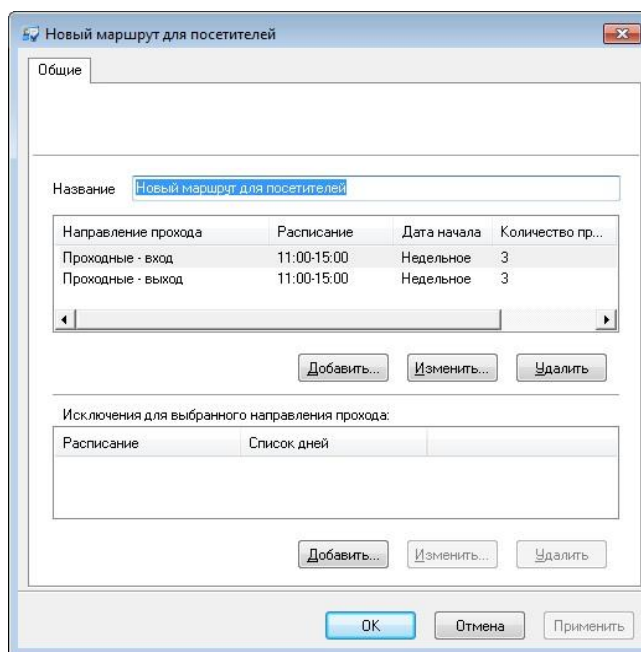 Новый маршрут для посетителей
Общие
Название Новый маршрут для посетителей
Направление прохода Расписание Дата начала Количество пр...
Проходные - вход 11:00-15:00 Недельное 3
Проходные - выход 11:00-15:00 Недельное 3
Добавить... Изменить... Удалить
Исключения для выбранного направления прохода:
Расписание Список дней
Добавить... Изменить... Удалить
OK Отмена Применить